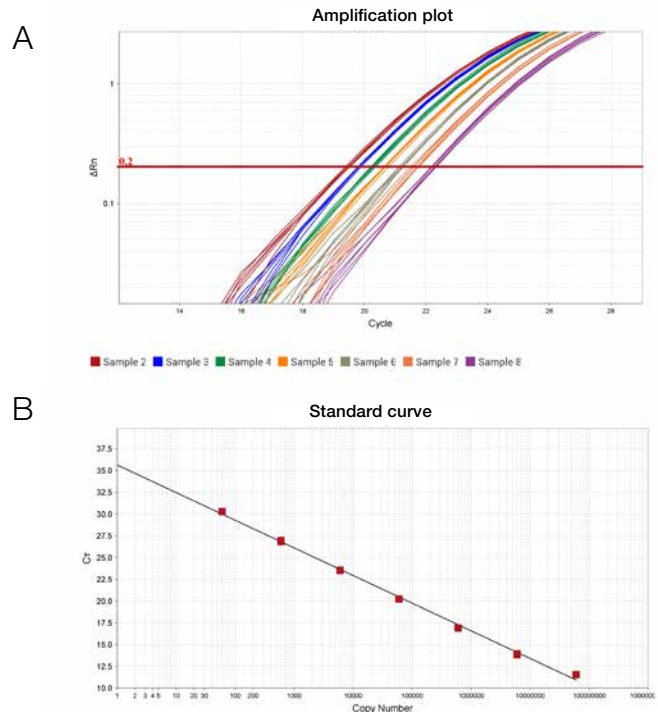 A
Amplification plot
1
0.2
ΔRn
0.1
14 16 18 20 22 24 26 28
Cycle
Sample 2 Sample 3 Sample 4 Sample 5 Sample 6 Sample 7 Sample 8
B
Standard curve
37.5
35.0
32.5
30.0
27.5
25.0
Cт
22.5
20.0
17.5
15.0
12.5
10.0
1 2 3 4 5 10 20 30 100 200 1000 10000 100000 1000000 10000000 100000000
Copy Number